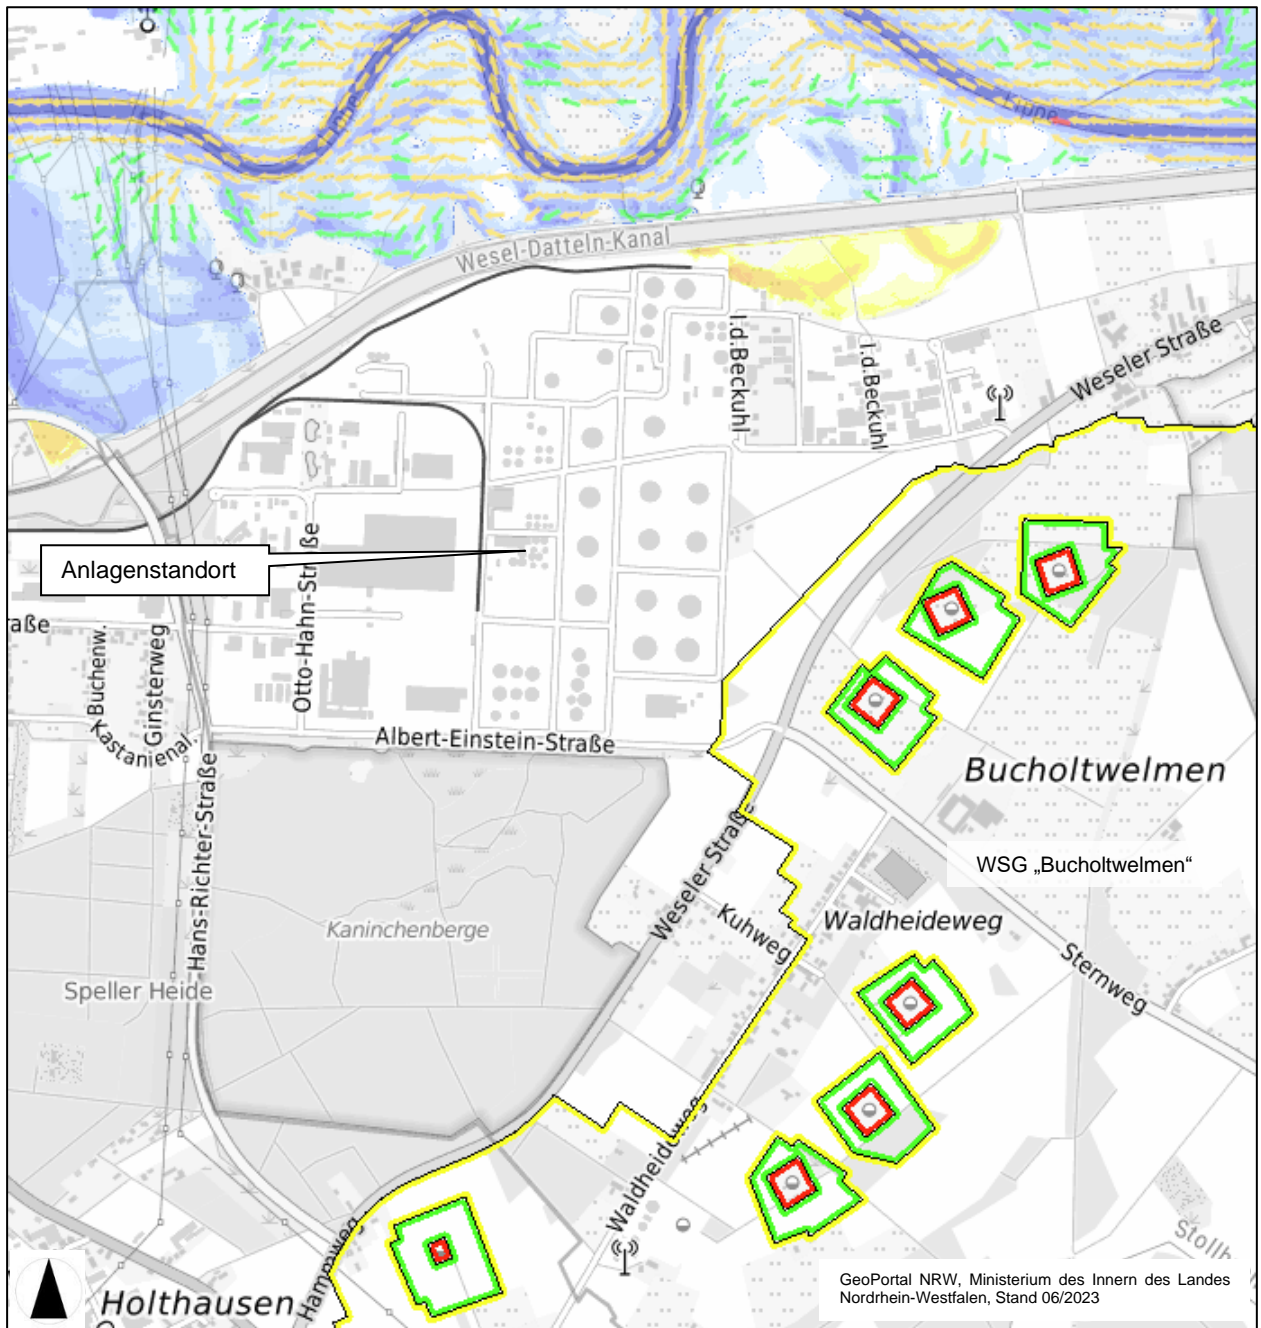 Lippe
Lippe
Wesel-Datteln-Kanal
I.d.Beckuhl
I.d.Beckuhl
Weseler Straße
Anlagenstandort
Otto-Hahn-Straße
raße
Buchenw.
Ginsterweg
Kastanienal.
Albert-Einstein-Straße
Hans-Richter-Straße
Bucholtwelmen
WSG „Bucholtwelmen“
Weseler Straße
Kuhweg
Waldheideweg
Kaninchenberge
Sternweg
Speller Heide
Waldheideweg
Hammweg
Stollb
Holthausen
GeoPortal NRW, Ministerium des Innern des Landes
Nordrhein-Westfalen, Stand 06/2023